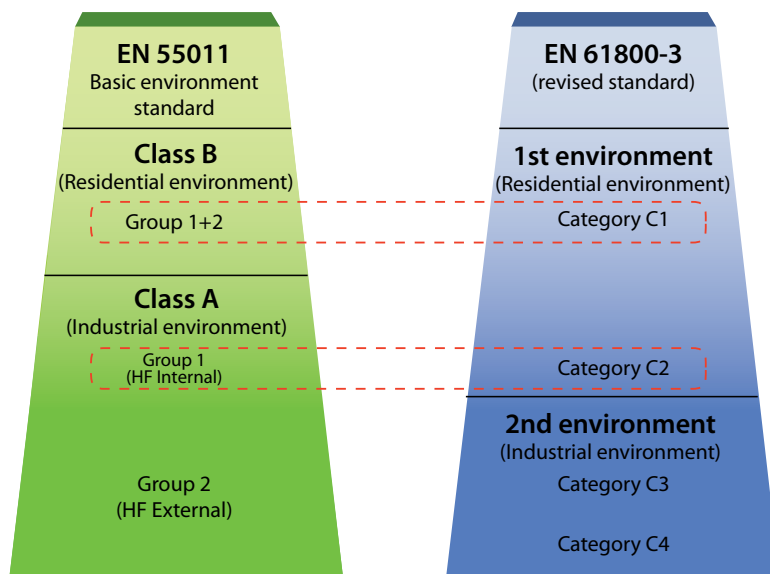 EN 55011
Basic environment
standard
Class B
(Residential environment)
Group 1+2
Class A
(Industrial environment)
Group 1
(HF Internal)
Group 2
(HF External)
EN 61800-3
(revised standard)
1st environment
(Residential environment)
Category C1
Category C2
2nd environment
(Industrial environment)
Category C3
Category C4